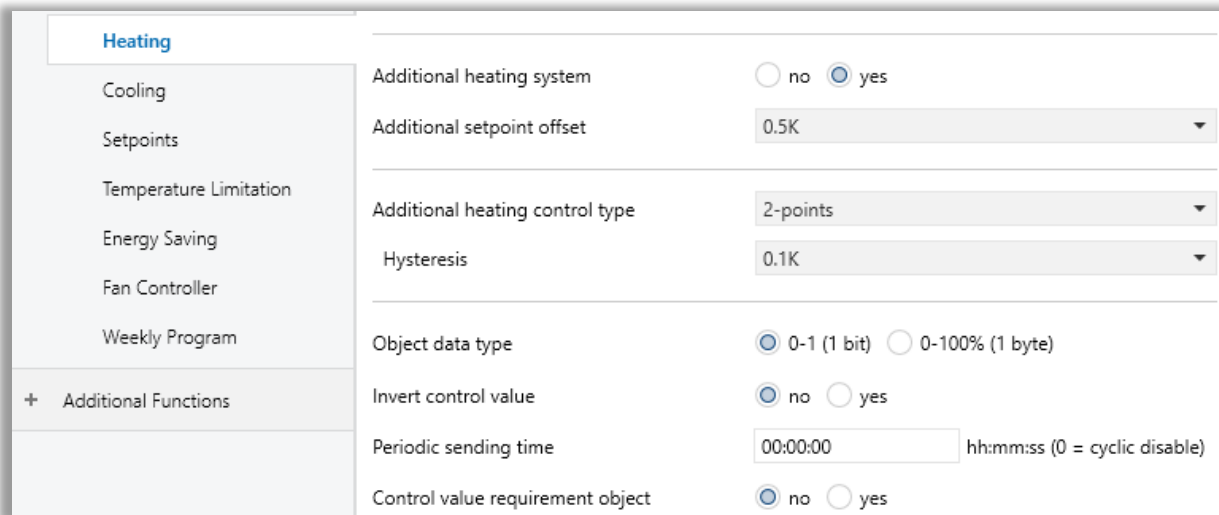 Heating
Cooling
Setpoints
Temperature Limitation
Energy Saving
Fan Controller
Weekly Program
+ Additional Functions
Additional heating system no yes
Additional setpoint offset 0.5K
Additional heating control type 2-points
Hysteresis 0.1K
Object data type 0-1 (1 bit) 0-100% (1 byte)
Invert control value no yes
Periodic sending time 00:00:00 hh:mm:ss (0 = cyclic disable)
Control value requirement object no yes